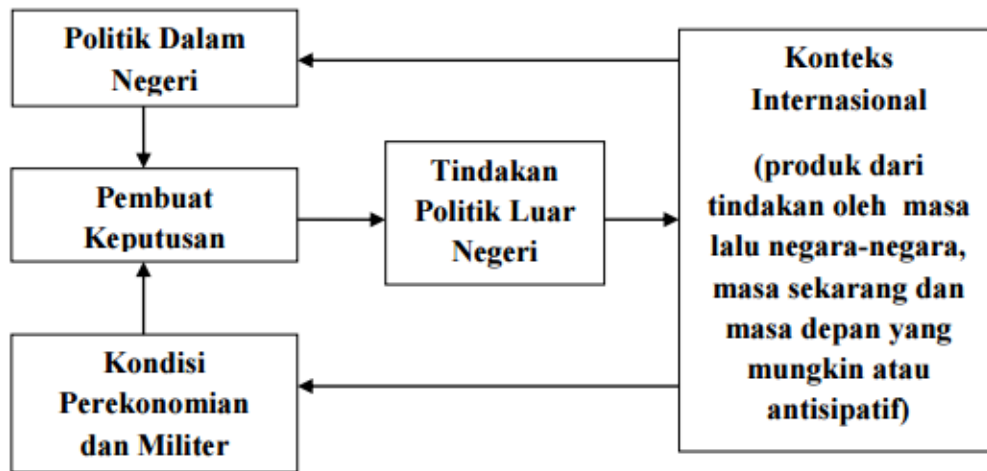 Politik Dalam
Negeri
Pembuat
Keputusan
Kondisi
Perekonomian
dan Militer
Tindakan
Politik Luar
Negeri
Konteks
Internasional
(produk dari
tindakan oleh masa
lalu negara-negara,
masa sekarang dan
masa depan yang
mungkin atau
antisipatif)